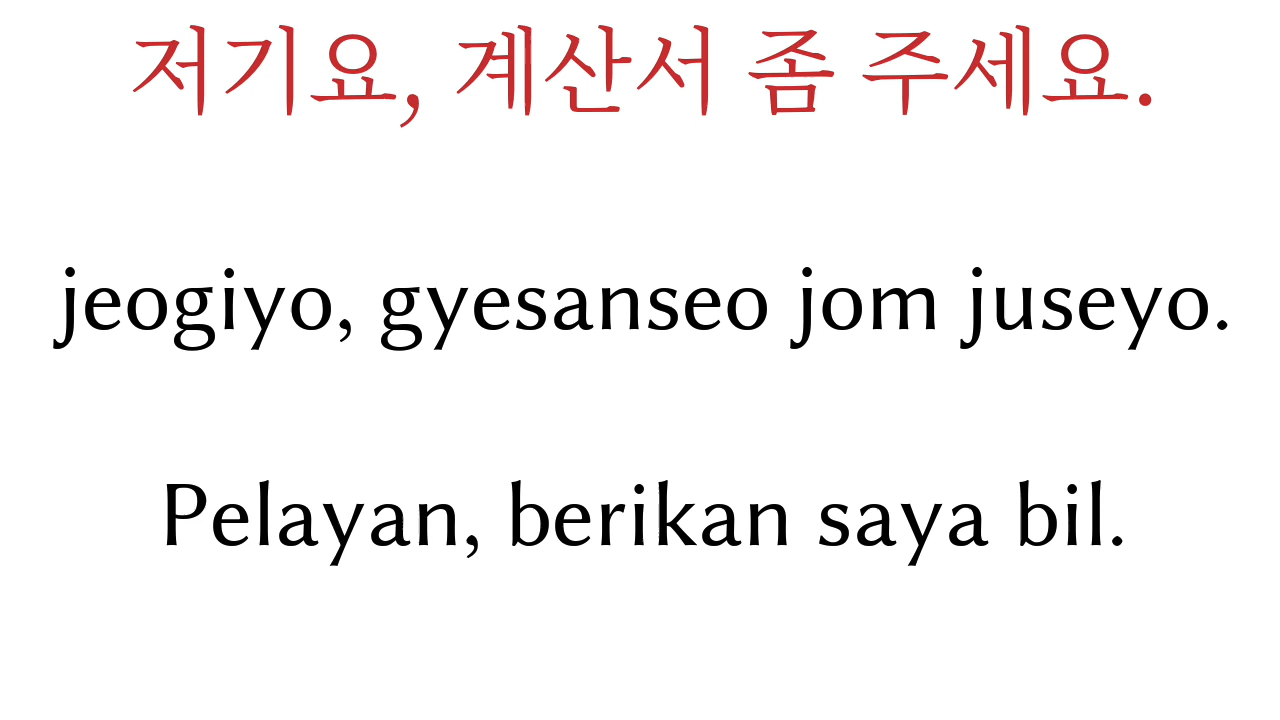 저기요, 계산서 좀 주세요.
jeogiyo, gyesanseo jom juseyo.
Pelayan, berikan saya bil.